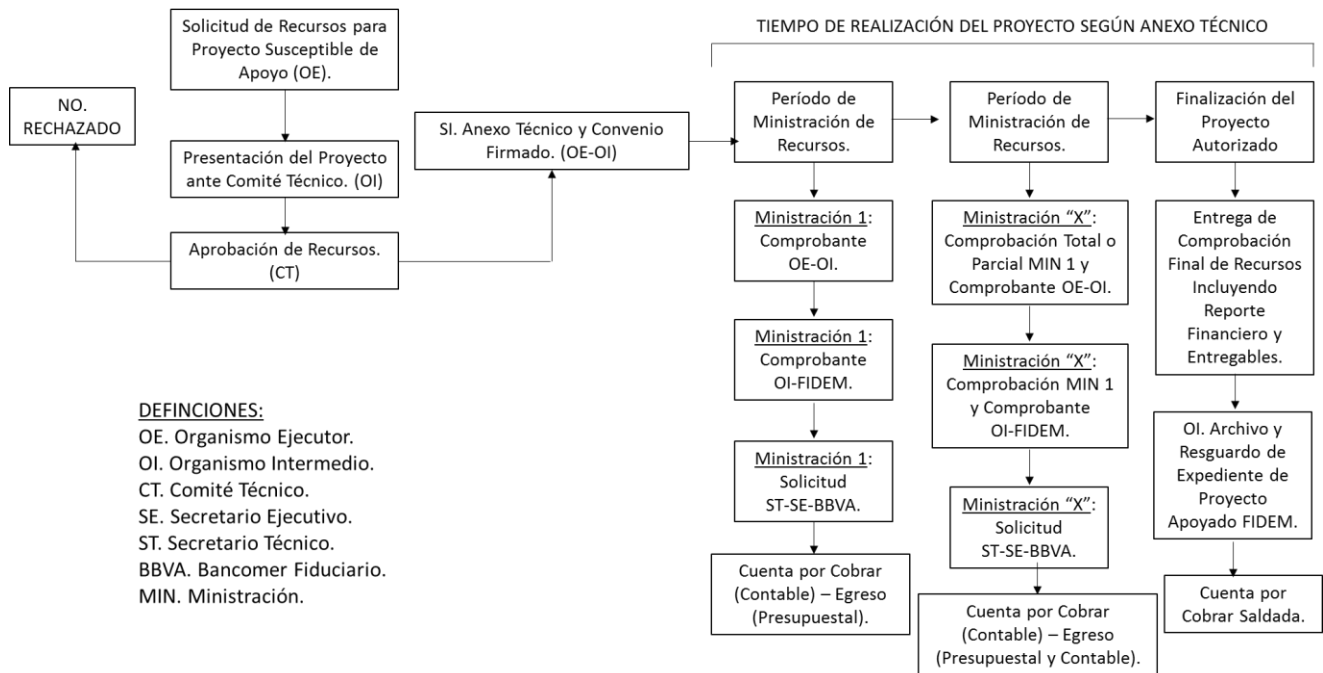 Solicitud de Recursos para
Proyecto Susceptible de
Apoyo (OE).
NO.
RECHAZADO
Presentación del Proyecto
ante Comité Técnico. (OI)
Aprobación de Recursos.
(CT)
SI. Anexo Técnico y Convenio
Firmado. (OE-OI)
TIEMPO DE REALIZACIÓN DEL PROYECTO SEGÚN ANEXO TÉCNICO
Período de
Ministración de
Recursos.
Ministración 1:
Comprobante
OE-OI.
Ministración 1:
Comprobante
OI-FIDEM.
Ministración 1:
Solicitud
ST-SE-BBVA.
Cuenta por Cobrar
(Contable) – Egreso
(Presupuestal).
Período de
Ministración de
Recursos.
Ministración “X”:
Comprobación Total o
Parcial MIN 1 y
Comprobante OE-OI.
Ministración “X”:
Comprobación MIN 1
y Comprobante
OI-FIDEM.
Ministración “X”:
Solicitud
ST-SE-BBVA.
Cuenta por Cobrar
(Contable) – Egreso
(Presupuestal y Contable).
Finalización del
Proyecto
Autorizado
Entrega de
Comprobación
Final de Recursos
Incluyendo
Reporte
Financiero y
Entregables.
OI. Archivo y
Resguardo de
Expediente de
Proyecto
Apoyado FIDEM.
Cuenta por
Cobrar Saldada.
DEFINCIONES:
OE. Organismo Ejecutor.
OI. Organismo Intermedio.
CT. Comité Técnico.
SE. Secretario Ejecutivo.
ST. Secretario Técnico.
BBVA. Bancomer Fiduciario.
MIN. Ministración.